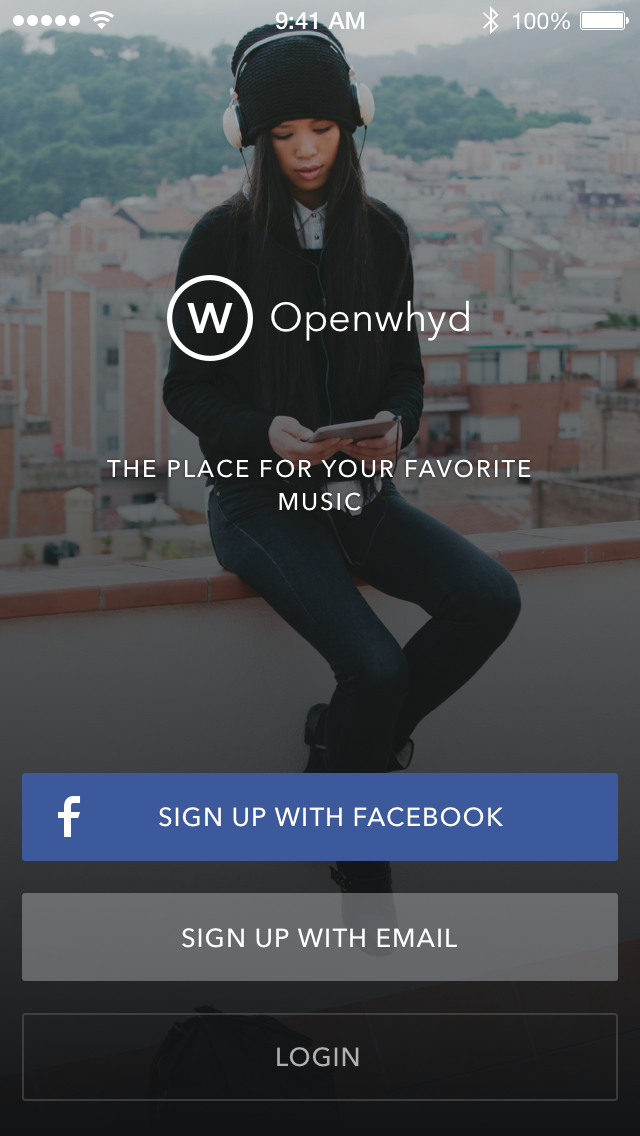 9:41 AM 100%
W Openwhyd
THE PLACE FOR YOUR FAVORITE
MUSIC
f SIGN UP WITH FACEBOOK
SIGN UP WITH EMAIL
LOGIN